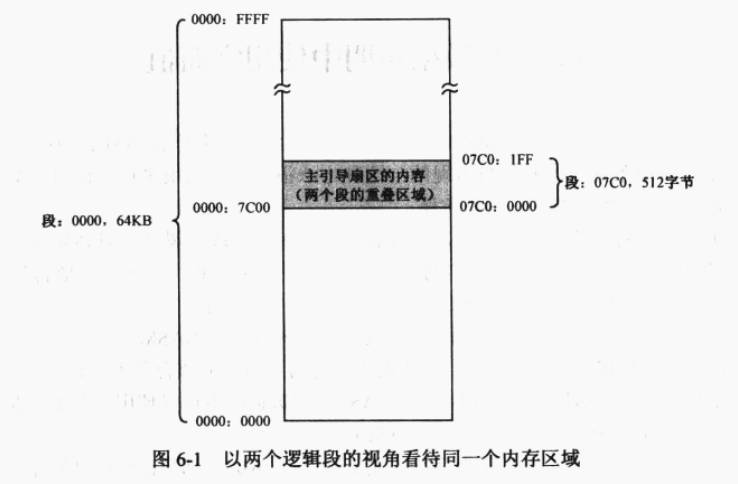 0000：FFFF
07C0：1FF
主引导扇区的内容
（两个段的重叠区域）
段：07C0，512字节
0000：7C00
07C0：0000
段：0000，64KB
0000：0000
图 6-1 以两个逻辑段的视角看待同一个内存区域